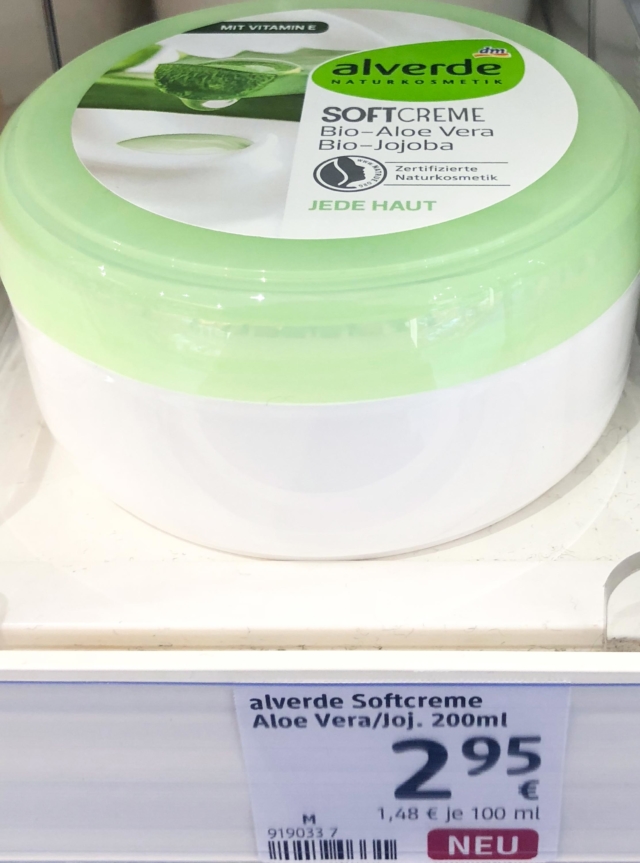 MIT VITAMIN E
dm
alverde
NATURKOSMETIK
SOFTCREME
Bio-Aloe Vera
Bio-Jojoba
Zertifizierte
Naturkosmetik
JEDE HAUT
alverde Softcreme
Aloe Vera/Joj. 200ml
2 95
€
1,48 € je 100 ml
M
919033 7
NEU